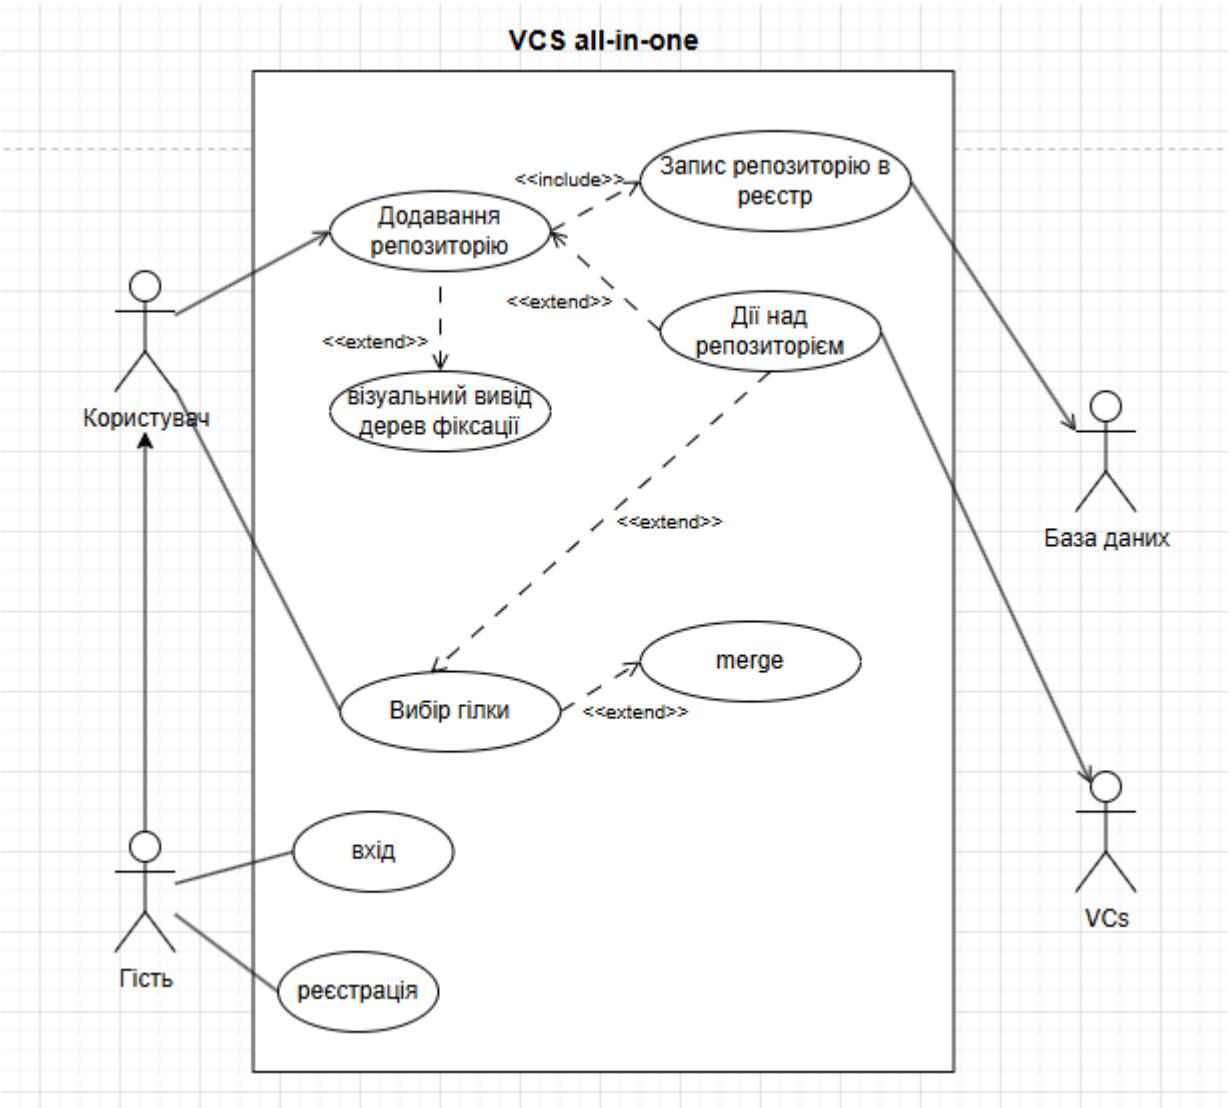 VCS all-in-one
Запис репозиторію в
реєстр
<<include>>
Додавання
репозиторію
<<extend>>
Дії над
репозиторієм
<<extend>>
візуальний вивід
дерев фіксації
Користувач
<<extend>>
База даних
merge
Вибір гілки
<<extend>>
вхід
VCs
Гість
реєстрація